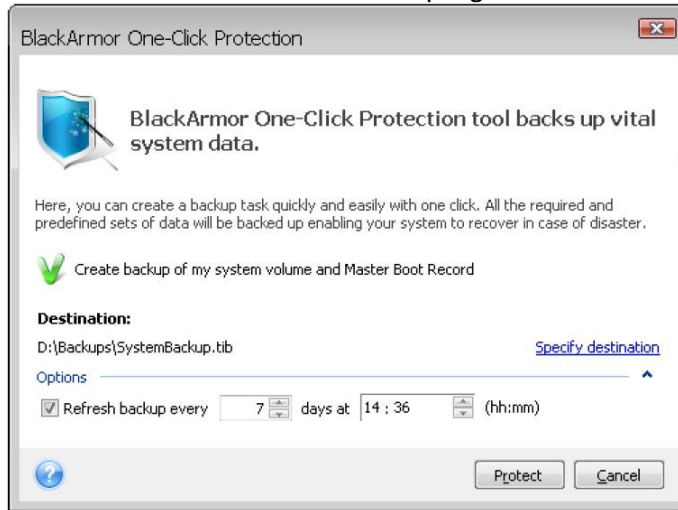 BlackArmor One-Click Protection
BlackArmor One-Click Protection tool backs up vital
system data.
Here, you can create a backup task quickly and easily with one click. All the required and
predefined sets of data will be backed up enabling your system to recover in case of disaster.
Create backup of my system volume and Master Boot Record
Destination:
D:\Backups\SystemBackup.tib Specify destination
Options
Refresh backup every 7 days at 14 : 36 (hh:mm)
? Protect Cancel